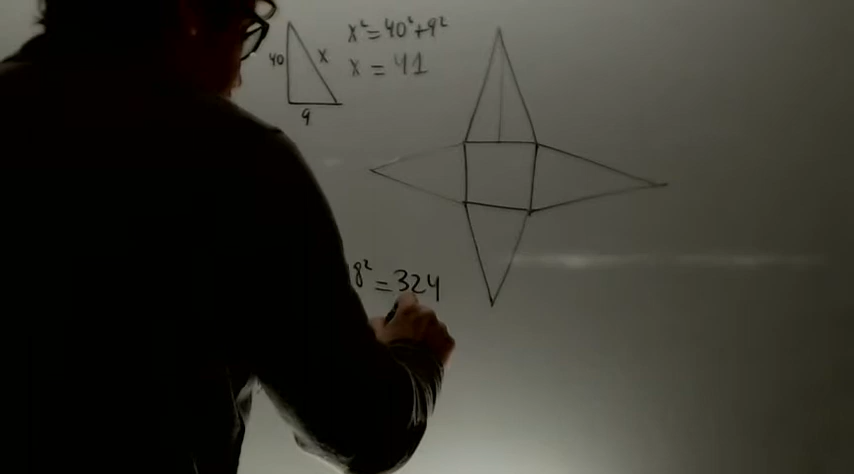 x² = 40² + 9²
40
x
x = 41
9
8² = 324